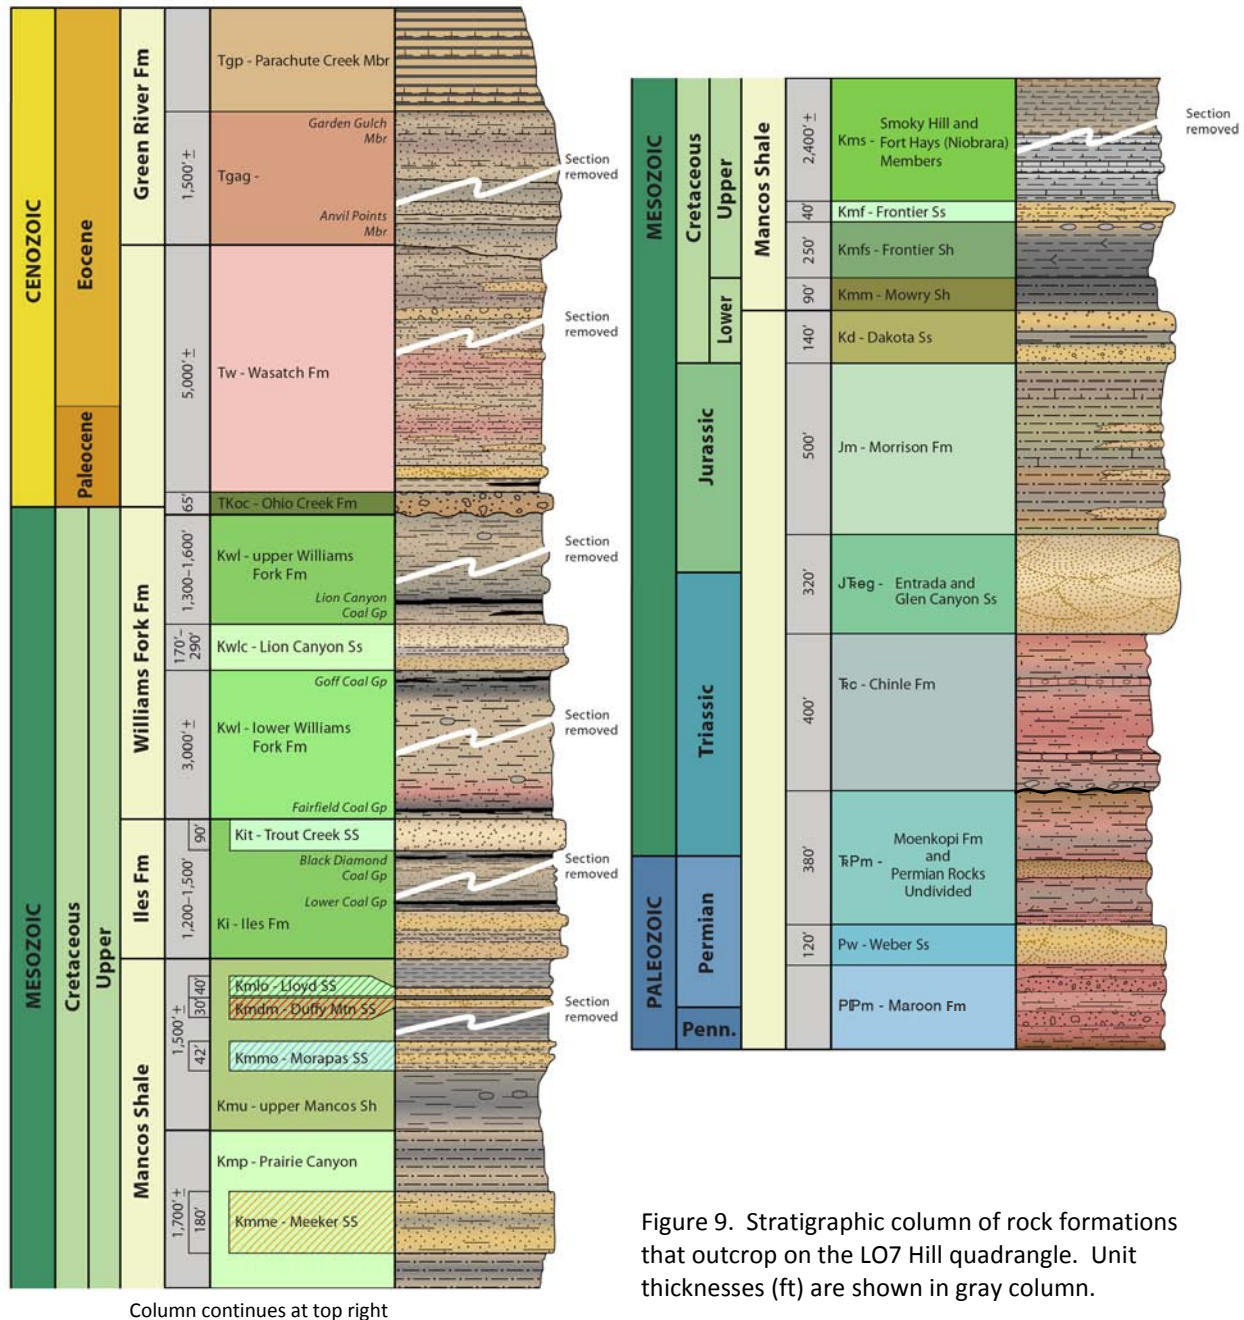 CENOZOIC
Eocene
Paleocene
Green River Fm
1,500' ±
Tgp - Parachute Creek Mbr
Garden Gulch
Mbr
Tgag -
Anvil Points
Mbr
Section
removed
5,000' ±
Tw - Wasatch Fm
Section
removed
65'
TKoc - Ohio Creek Fm
MESOZOIC
Cretaceous
Upper
Williams Fork Fm
1,300–1,600'
Kwl - upper Williams
Fork Fm
Lion Canyon
Coal Gp
Section
removed
170'–
290'
Kwlc - Lion Canyon Ss
3,000' ±
Goff Coal Gp
Kwl - lower Williams
Fork Fm
Fairfield Coal Gp
Section
removed
Iles Fm
90'
Kit - Trout Creek SS
1,200–1,500'
Black Diamond
Coal Gp
Lower Coal Gp
Ki - Iles Fm
Section
removed
Mancos Shale
1,500' ±
40'
Kmlo - Lloyd SS
30'
Kmdm - Duffy Mtn SS
Section
removed
42'
Kmmo - Morapas SS
Kmu - upper Mancos Sh
1,700' ±
Kmp - Prairie Canyon
180'
Kmme - Meeker SS
Column continues at top right
MESOZOIC
Cretaceous
Upper
Lower
Mancos Shale
2,400' ±
Kms - Smoky Hill and
Fort Hays (Niobrara)
Members
Section
removed
40'
Kmf - Frontier Ss
250'
Kmfs - Frontier Sh
90'
Kmm - Mowry Sh
140'
Kd - Dakota Ss
Jurassic
500'
Jm - Morrison Fm
320'
JTReg - Entrada and
Glen Canyon Ss
Triassic
400'
TRc - Chinle Fm
380'
TRPm - Moenkopi Fm
and
Permian Rocks
Undivided
PALEOZOIC
Permian
Penn.
120'
Pw - Weber Ss
PIPm - Maroon Fm
Figure 9. Stratigraphic column of rock formations
that outcrop on the LO7 Hill quadrangle. Unit
thicknesses (ft) are shown in gray column.